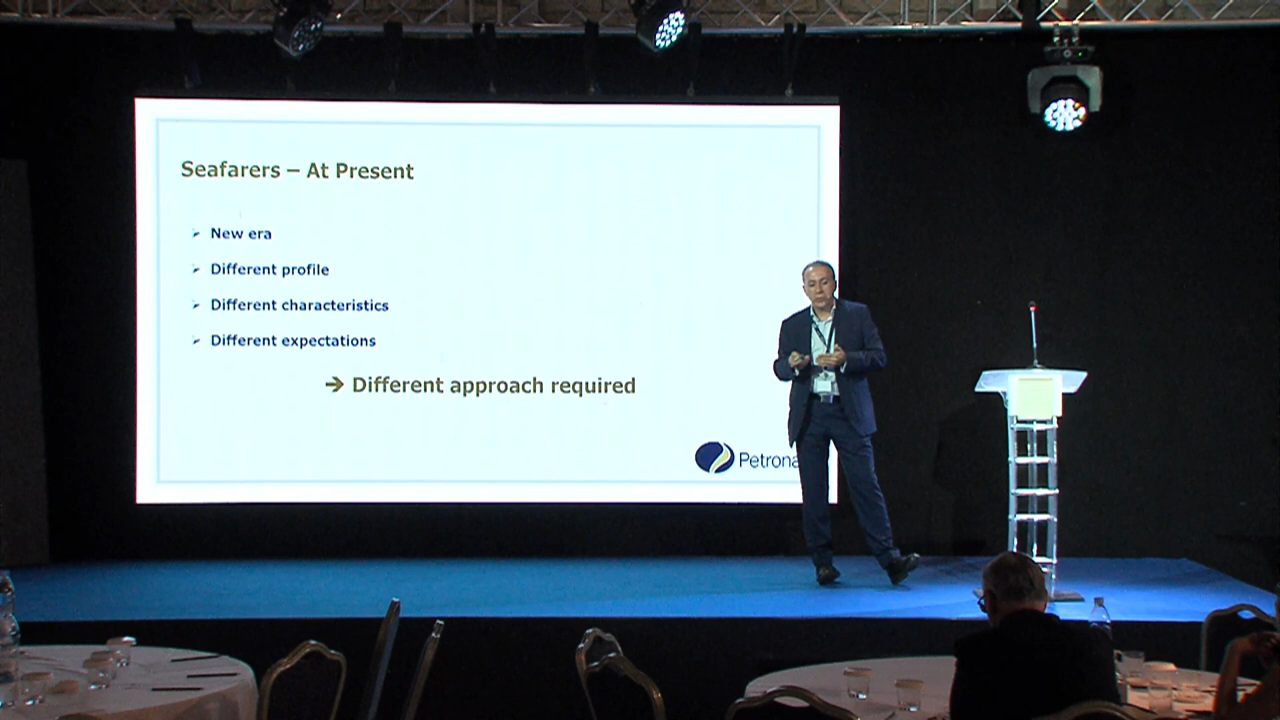 Seafarers – At Present
➢ New era
➢ Different profile
➢ Different characteristics
➢ Different expectations
➔ Different approach required
Petrona